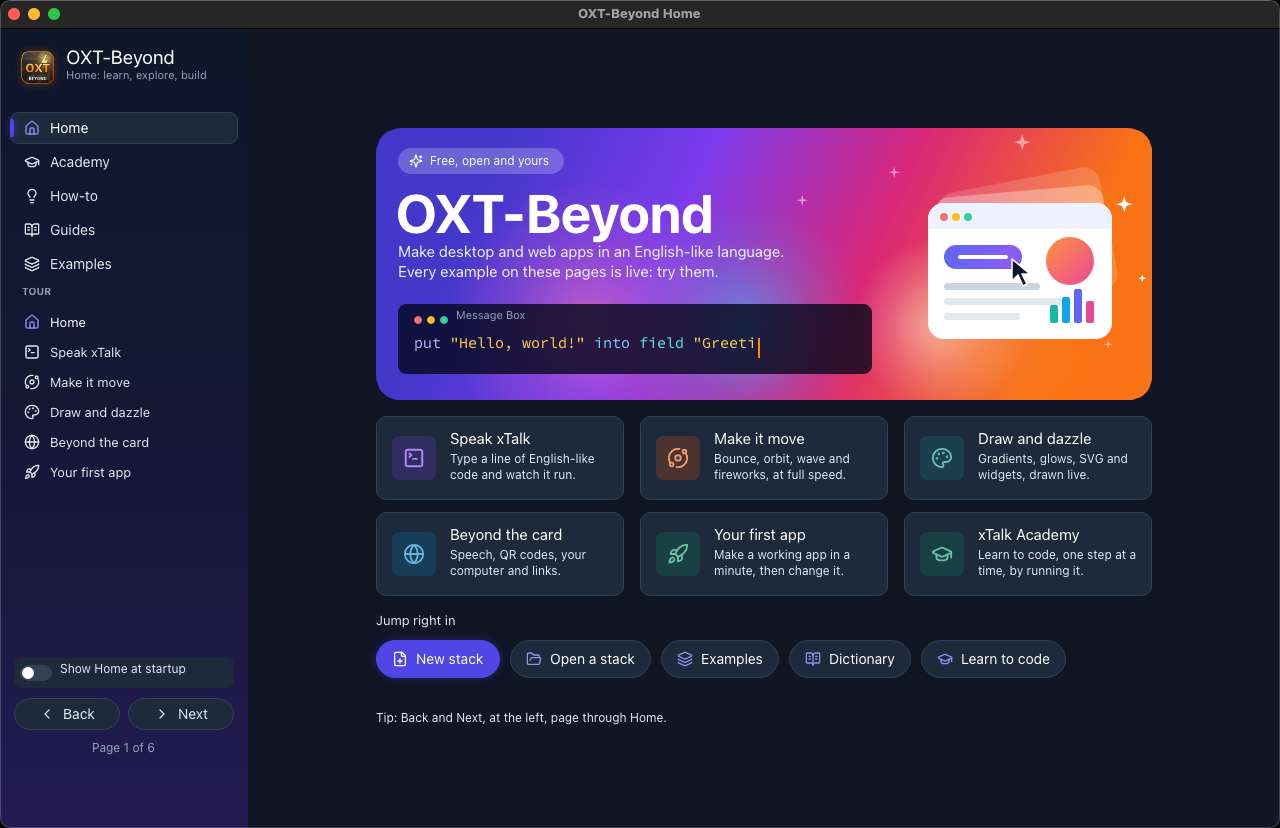 OXT-Beyond Home
OXT
BEYOND
OXT-Beyond
Home: learn, explore, build
Home
Academy
How-to
Guides
Examples
TOUR
Home
Speak xTalk
Make it move
Draw and dazzle
Beyond the card
Your first app
Show Home at startup
Back
Next
Page 1 of 6
Free, open and yours
OXT-Beyond
Make desktop and web apps in an English-like language.
Every example on these pages is live: try them.
Message Box
put "Hello, world!" into field "Greeti
Speak xTalk
Type a line of English-like
code and watch it run.
Make it move
Bounce, orbit, wave and
fireworks, at full speed.
Draw and dazzle
Gradients, glows, SVG and
widgets, drawn live.
Beyond the card
Speech, QR codes, your
computer and links.
Your first app
Make a working app in a
minute, then change it.
xTalk Academy
Learn to code, one step at a
time, by running it.
Jump right in
New stack
Open a stack
Examples
Dictionary
Learn to code
Tip: Back and Next, at the left, page through Home.